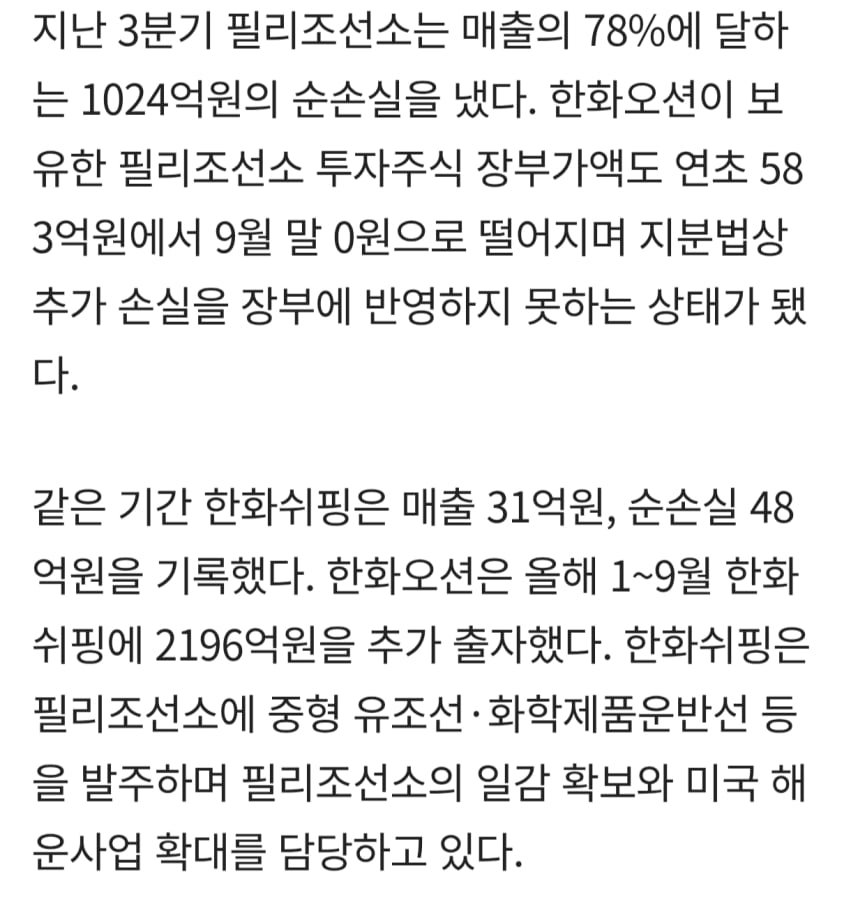 지난 3분기 필리조선소는 매출의 78%에 달하
는 1024억원의 순손실을 냈다. 한화오션이 보
유한 필리조선소 투자주식 장부가액도 연초 58
3억원에서 9월 말 0원으로 떨어지며 지분법상
추가 손실을 장부에 반영하지 못하는 상태가 됐
다.
같은 기간 한화쉬핑은 매출 31억원, 순손실 48
억원을 기록했다. 한화오션은 올해 1~9월 한화
쉬핑에 2196억원을 추가 출자했다. 한화쉬핑은
필리조선소에 중형 유조선·화학제품운반선 등
을 발주하며 필리조선소의 일감 확보와 미국 해
운사업 확대를 담당하고 있다.